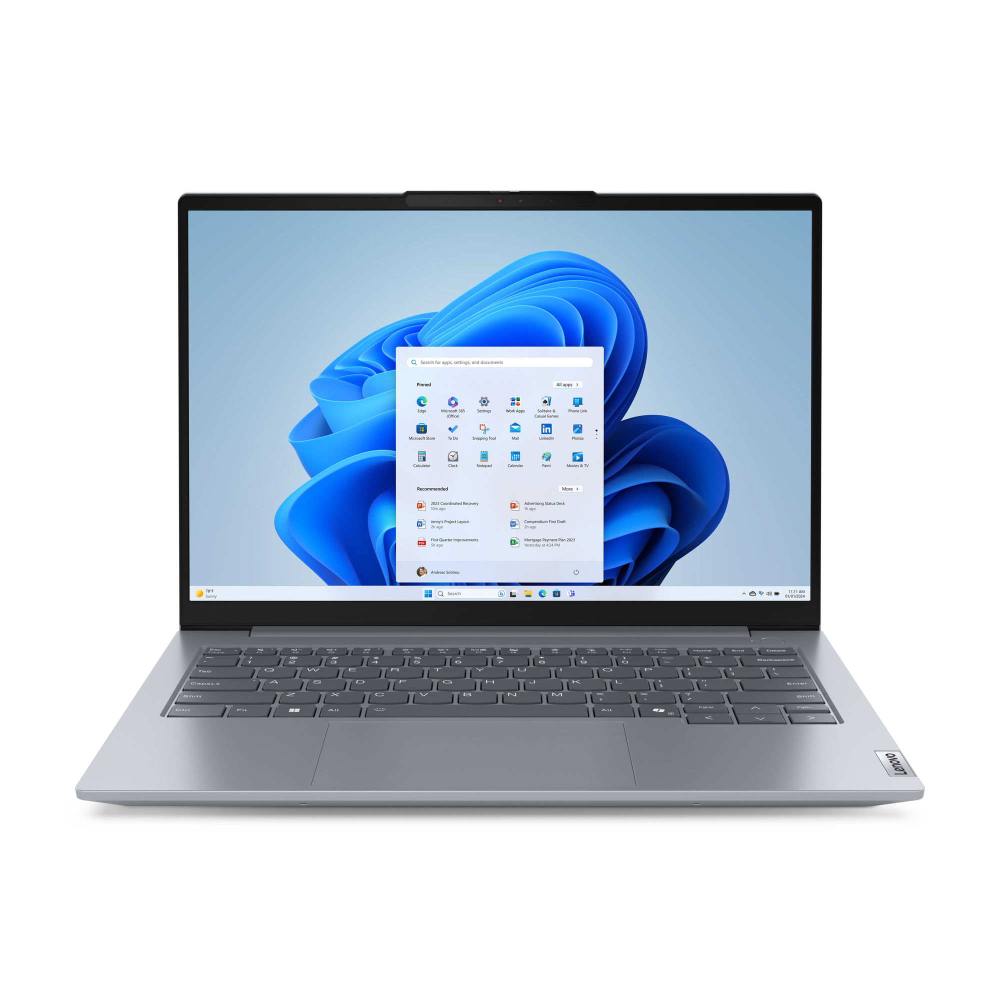 Search for apps, settings, and documents
Pinned
All apps >
Edge
Microsoft 365 (Office)
Settings
Work Apps
Solitaire & Casual Games
Phone Link
Microsoft Store
To Do
Snipping Tool
Mail
LinkedIn
Photos
Calculator
Clock
Notepad
Calendar
Paint
Movies & TV
Recommended
More >
2023 Coordinated Recovery
10m ago
Advertising Status Deck
1h ago
Jenny's Project Layout
2h ago
Compendium First Draft
2h ago
First Quarter Improvements
5h ago
Mortgage Payment Plan 2023
Yesterday at 4:24 PM
Andreas Sotiriou
78°F
Sunny
Search
11:11 AM
01/01/2024
Esc FnLock F1 F2 F3 F4 F5 F6 F7 F8 F9 F10 F11 F12 Insert Home End Delete
~ ` ! 1 @ 2 # 3 $ 4 % 5 ^ 6 & 7 * 8 ( 9 ) 0 — - + = Backspace
Tab Q W E R T Y U I O P { [ } ] | \
CapsLk A S D F G H J K L : ; " ' Enter
Shift Z X C V B N M < , > . ? / Shift
Ctrl Fn Alt Alt PgUp PgDn
Lenovo